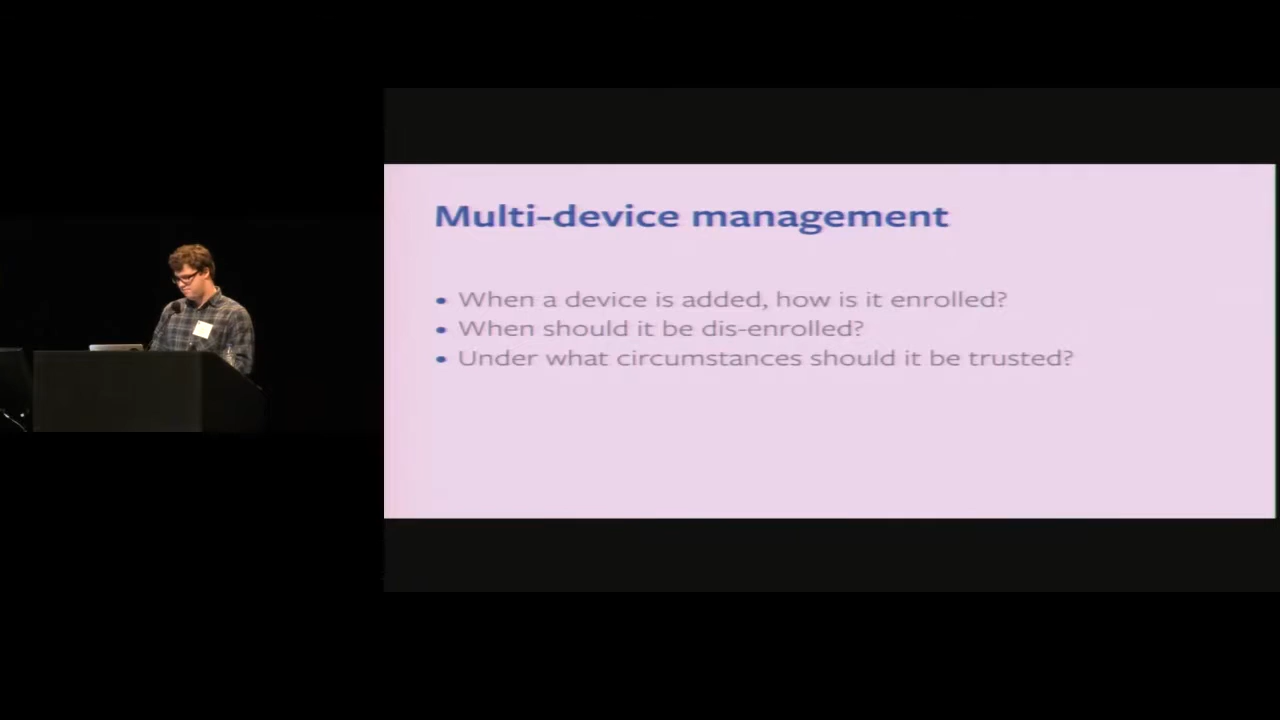 Multi-device management
• When a device is added, how is it enrolled?
• When should it be dis-enrolled?
• Under what circumstances should it be trusted?